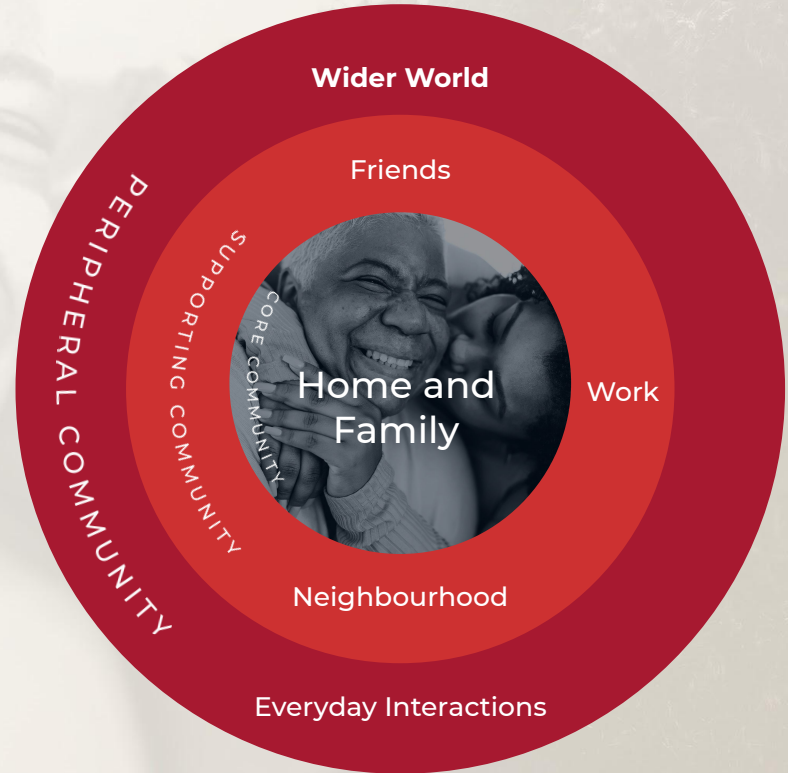 Wider World
Friends
PERIPHERAL COMMUNITY
SUPPORTING COMMUNITY
CORE COMMUNITY
Home and
Family
Work
Neighbourhood
Everyday Interactions